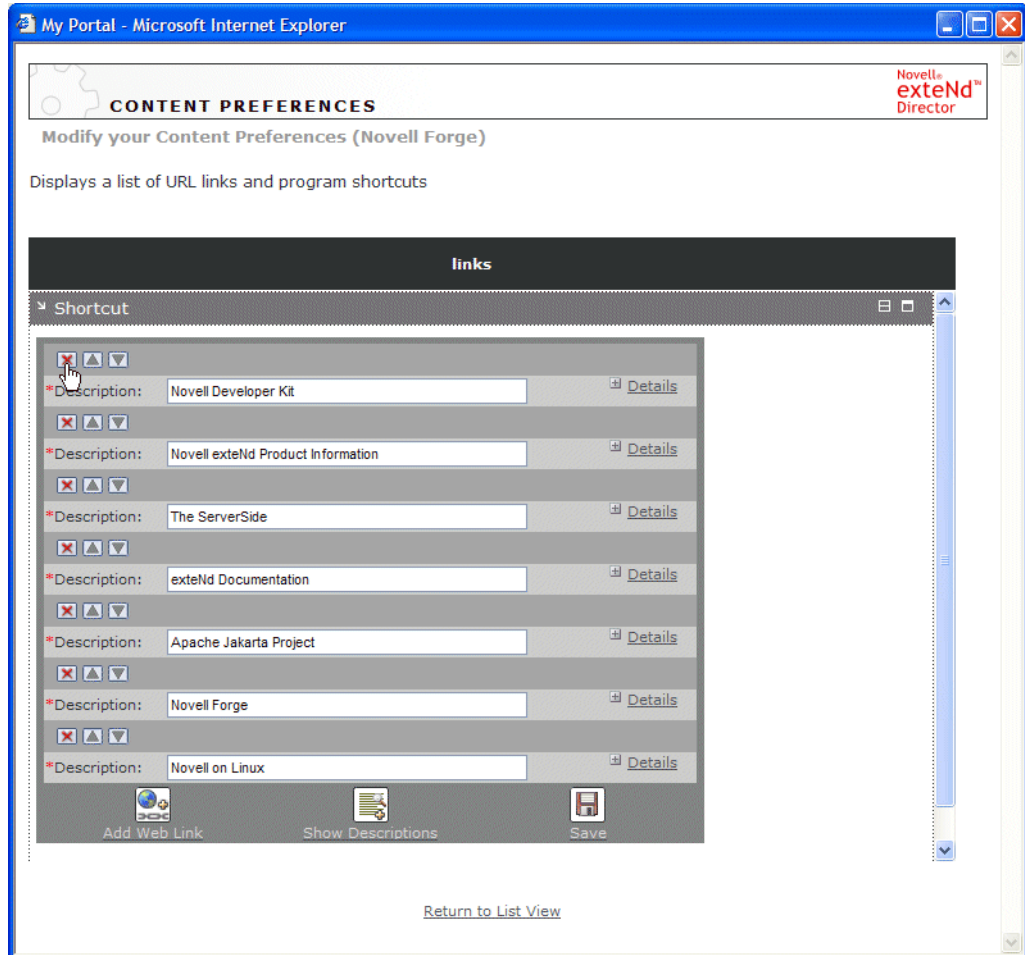 My Portal - Microsoft Internet Explorer
Novell®
exteNd™
Director
CONTENT PREFERENCES
Modify your Content Preferences (Novell Forge)
Displays a list of URL links and program shortcuts
links
Shortcut
*Description: Novell Developer Kit Details
*Description: Novell exteNd Product Information Details
*Description: The ServerSide Details
*Description: exteNd Documentation Details
*Description: Apache Jakarta Project Details
*Description: Novell Forge Details
*Description: Novell on Linux Details
Add Web Link Show Descriptions Save
Return to List View